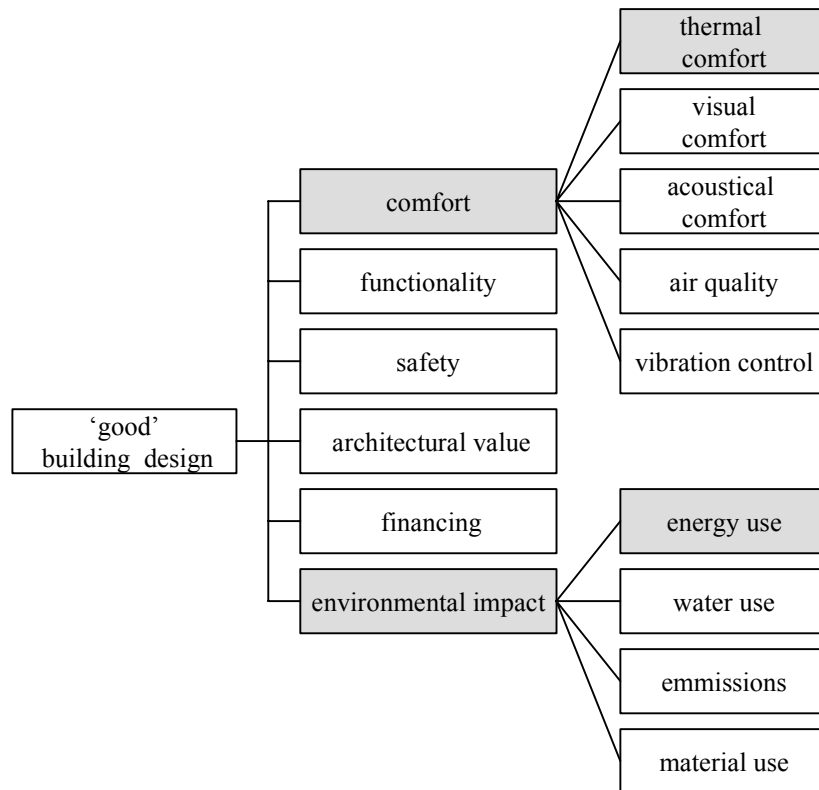 thermal
comfort
visual
comfort
acoustical
comfort
air quality
vibration control
comfort
functionality
safety
architectural value
financing
environmental impact
‘good’
building design
energy use
water use
emmissions
material use